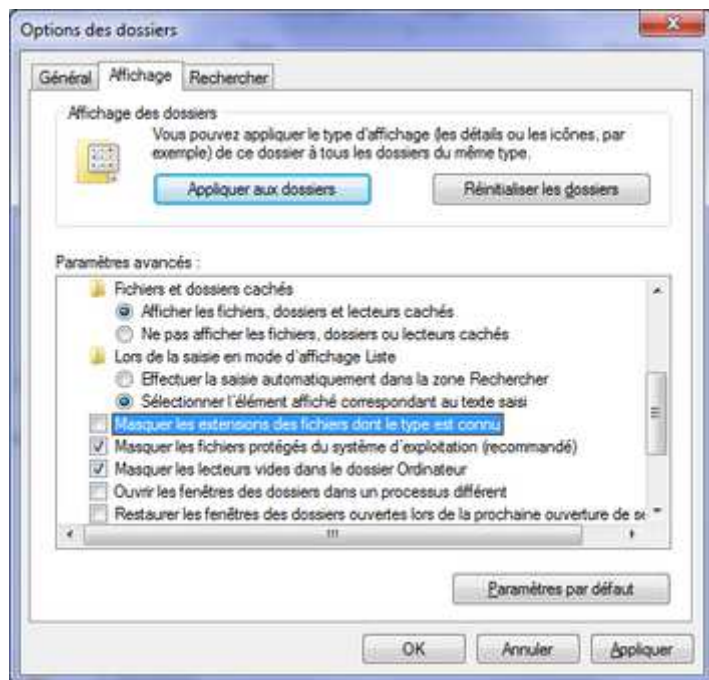 Options des dossiers
Général Affichage Rechercher
Affichage des dossiers
Vous pouvez appliquer le type d'affichage (les détails ou les icônes, par
exemple) de ce dossier à tous les dossiers du même type.
Appliquer aux dossiers Réinitialiser les dossiers
Paramètres avancés :
Fichiers et dossiers cachés
Afficher les fichiers, dossiers et lecteurs cachés
Ne pas afficher les fichiers, dossiers ou lecteurs cachés
Lors de la saisie en mode d'affichage Liste
Effectuer la saisie automatiquement dans la zone Rechercher
Sélectionner l'élément affiché correspondant au texte saisi
Masquer les extensions des fichiers dont le type est connu
Masquer les fichiers protégés du système d'exploitation (recommandé)
Masquer les lecteurs vides dans le dossier Ordinateur
Ouvrir les fenêtres des dossiers dans un processus différent
Restaurer les fenêtres des dossiers ouvertes lors de la prochaine ouverture de se
Paramètres par défaut
OK Annuler Appliquer